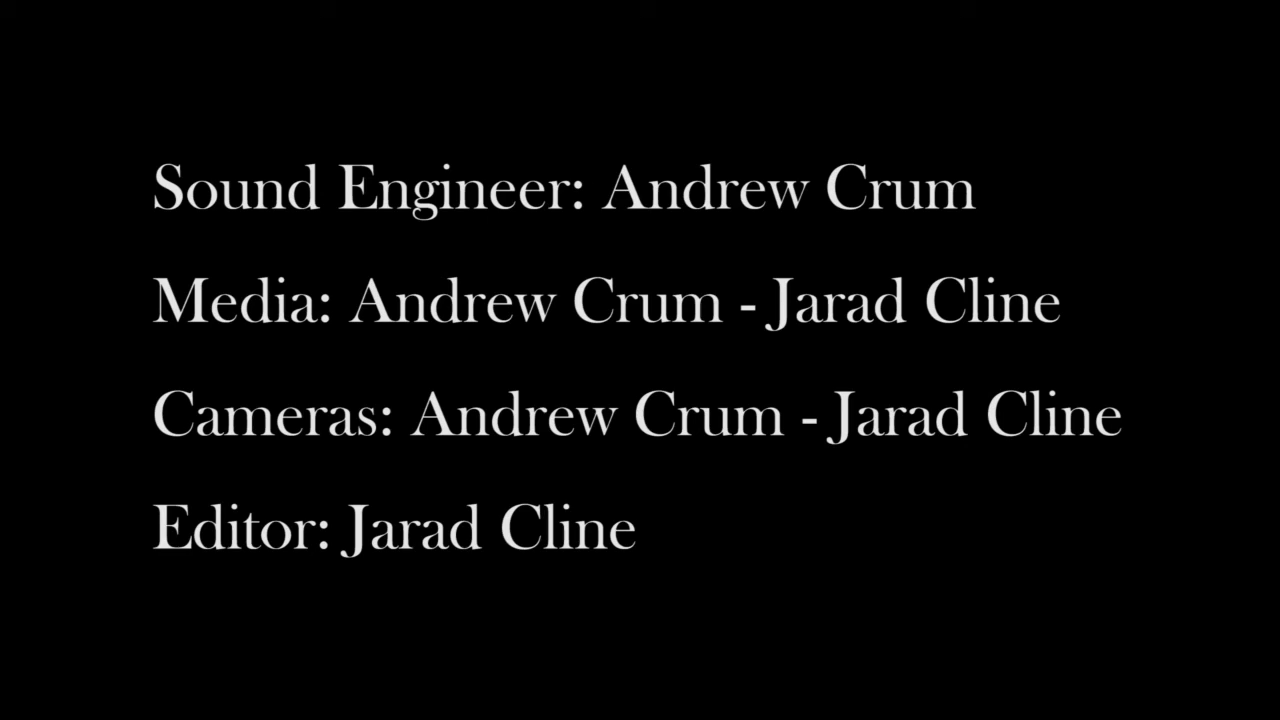 Sound Engineer: Andrew Crum
Media: Andrew Crum - Jarad Cline
Cameras: Andrew Crum - Jarad Cline
Editor: Jarad Cline